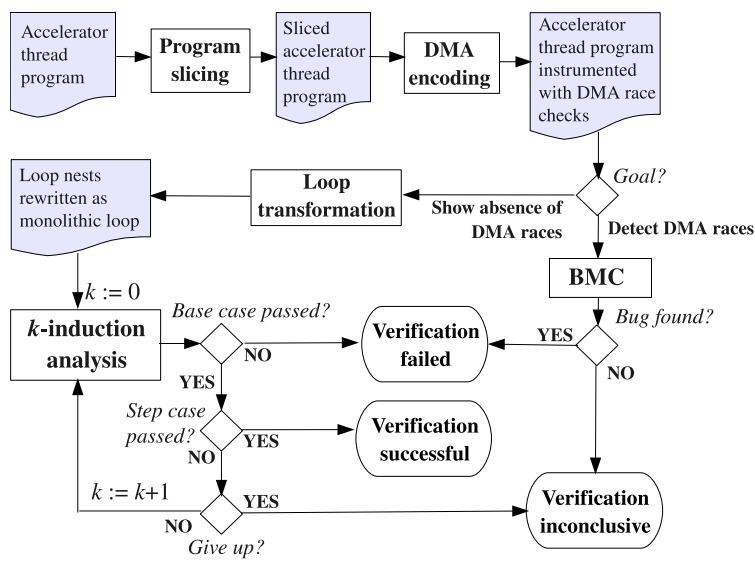 Accelerator
thread
program
Program
slicing
Sliced
accelerator
thread
program
DMA
encoding
Accelerator
thread program
instrumented
with DMA race
checks
Goal?
Show absence of
DMA races
Detect DMA races
Loop
transformation
Loop nests
rewritten as
monolithic loop
BMC
k := 0
k-induction
analysis
Base case passed?
NO
YES
Verification
failed
Bug found?
YES
NO
Step case
passed?
YES
NO
Verification
successful
k := k+1
YES
NO
Give up?
Verification
inconclusive